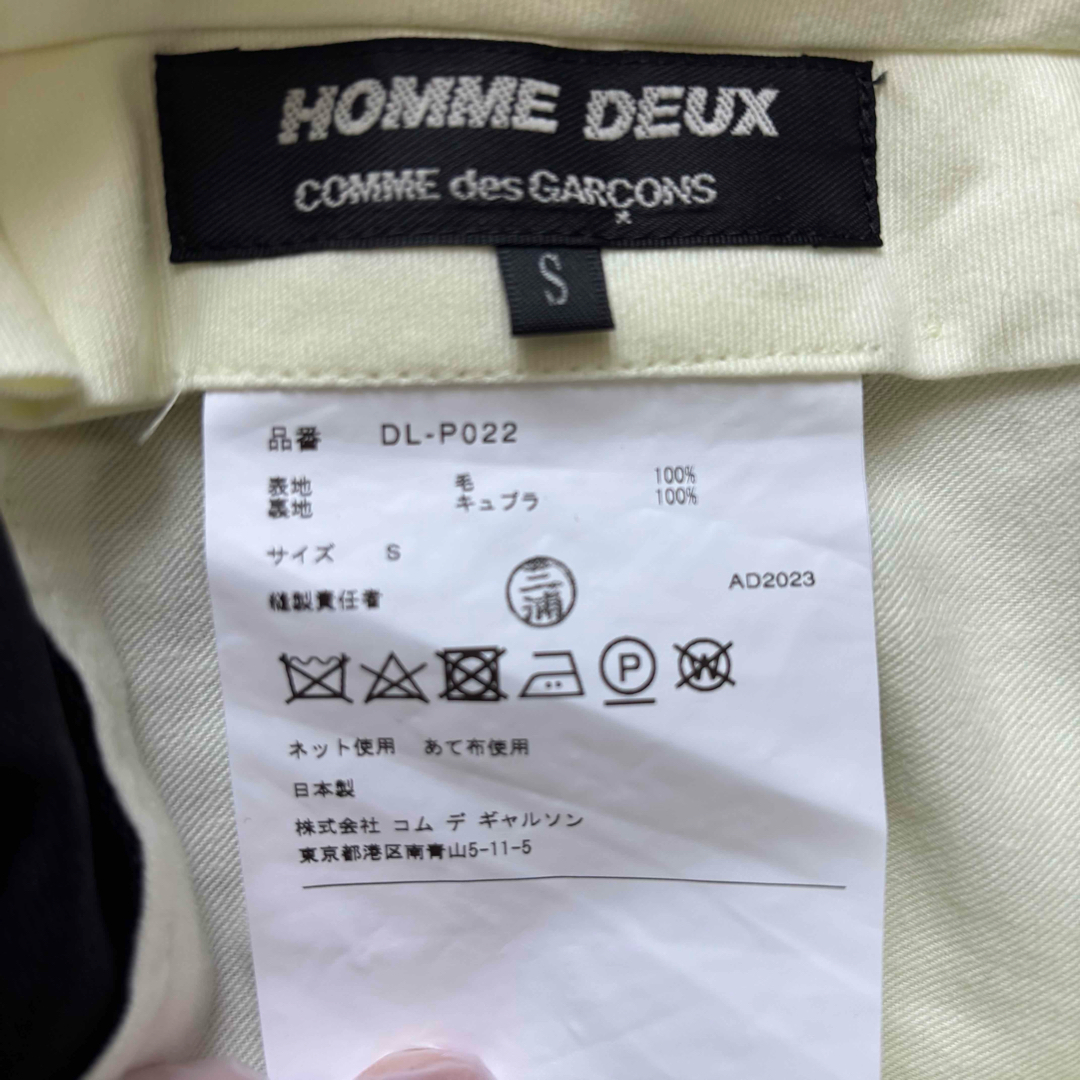 HOMME DEUX
COMME des GARÇONS
S
品番 DL-P022
表地 毛 100%
裏地 キュプラ 100%
サイズ S
縫製責任者 三浦 AD2023
P W
ネット使用 あて布使用
日本製
株式会社 コム デ ギャルソン
東京都港区南青山5-11-5